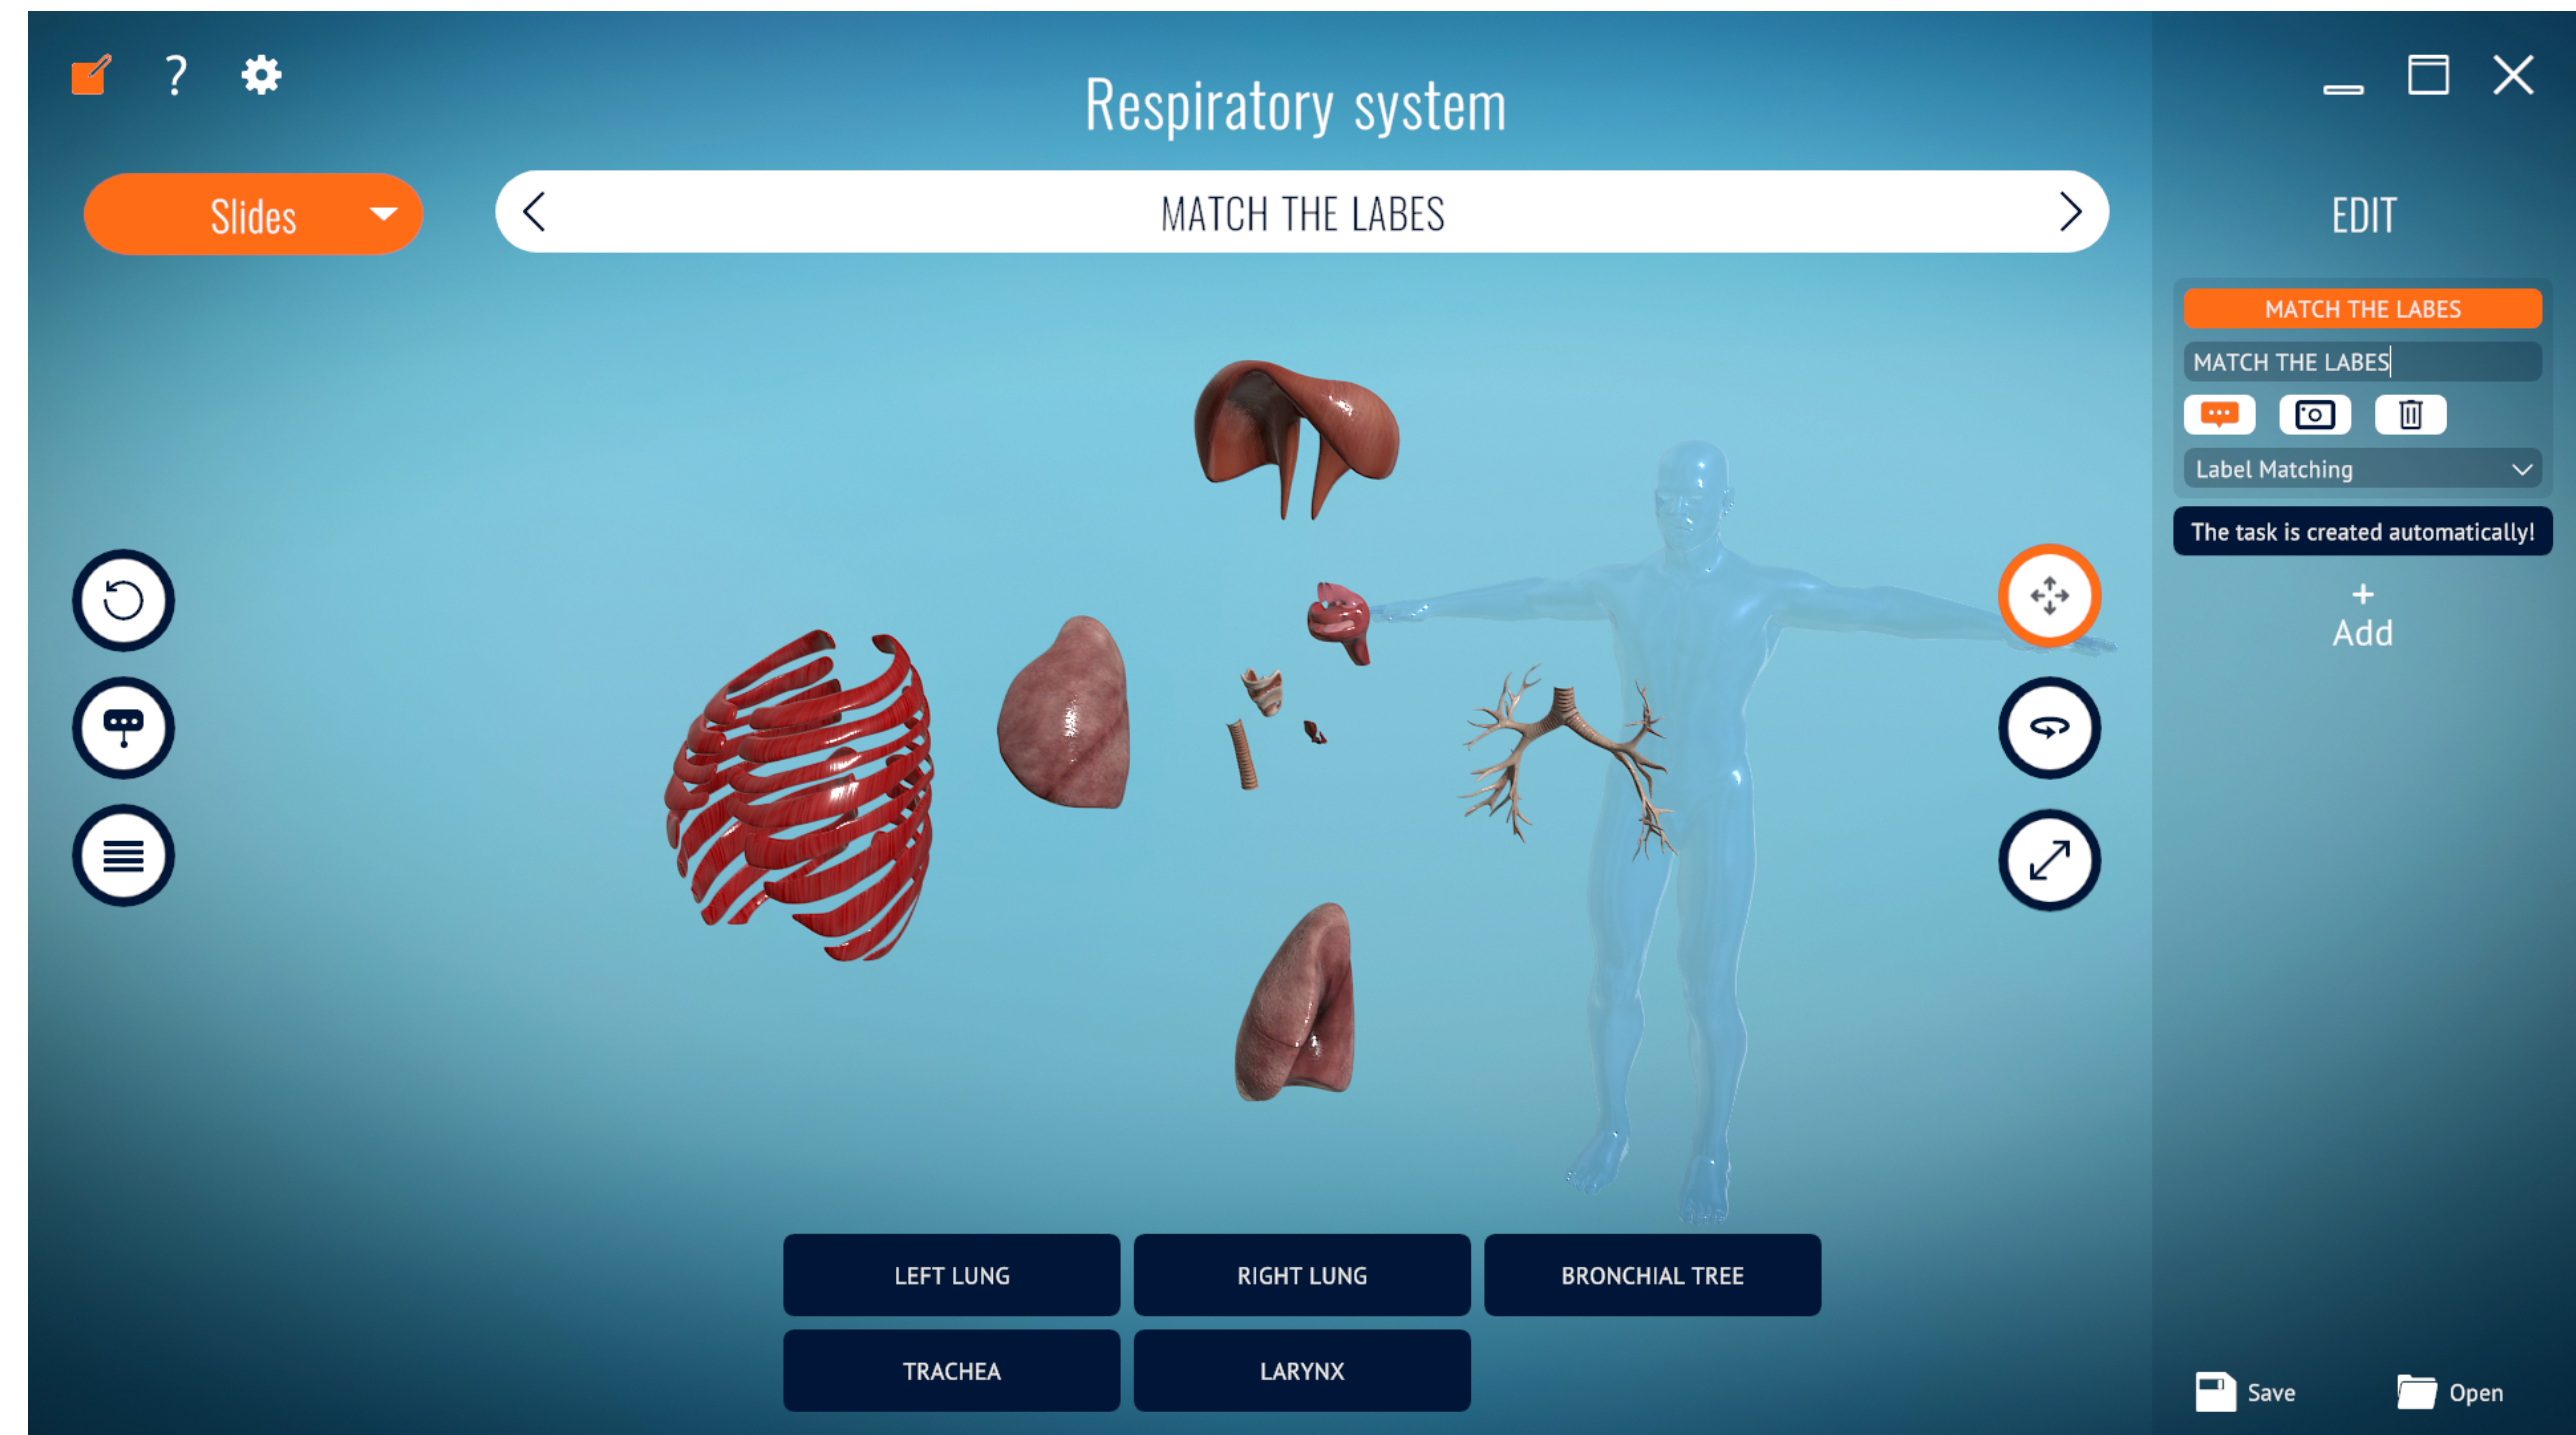 ?
Respiratory system
Slides
MATCH THE LABES
EDIT
MATCH THE LABES
MATCH THE LABES
Label Matching
The task is created automatically!
+
Add
LEFT LUNG
RIGHT LUNG
BRONCHIAL TREE
TRACHEA
LARYNX
Save
Open